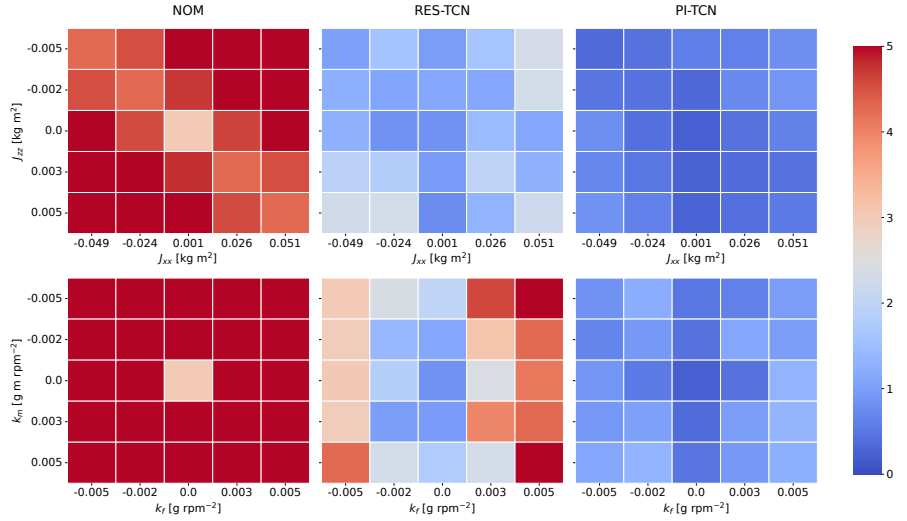 NOM RES-TCN PI-TCN
-0.005
-0.002
0.0
0.003
0.005
J_zz [kg m²]
-0.049 -0.024 0.001 0.026 0.051
J_xx [kg m²]
-0.049 -0.024 0.001 0.026 0.051
J_xx [kg m²]
-0.049 -0.024 0.001 0.026 0.051
J_xx [kg m²]
-0.005
-0.002
0.0
0.003
0.005
k_m [g m rpm⁻²]
-0.005 -0.002 0.0 0.003 0.005
k_f [g rpm⁻²]
-0.005 -0.002 0.0 0.003 0.005
k_f [g rpm⁻²]
-0.005 -0.002 0.0 0.003 0.005
k_f [g rpm⁻²]
5
4
3
2
1
0